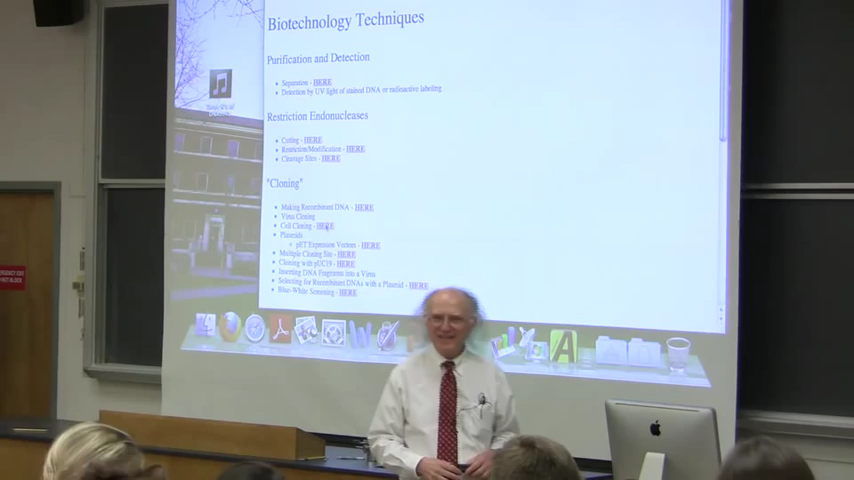 Biotechnology Techniques
Purification and Detection
Separation - HERE
Detection by UV light of stained DNA or radioactive labeling
Restriction Endonucleases
Cutting - HERE
Restriction/Modification - HERE
Cleavage Sites - HERE
"Cloning"
Making Recombinant DNA - HERE
Virus Cloning
Cell Cloning - HERE
Plasmids
pET Expression Vectors - HERE
Multiple Cloning Site - HERE
Cloning with pUC19 - HERE
Inserting DNA Fragments into a Virus
Selecting for Recombinant DNAs with a Plasmid - HERE
Blue-White Screening - HERE